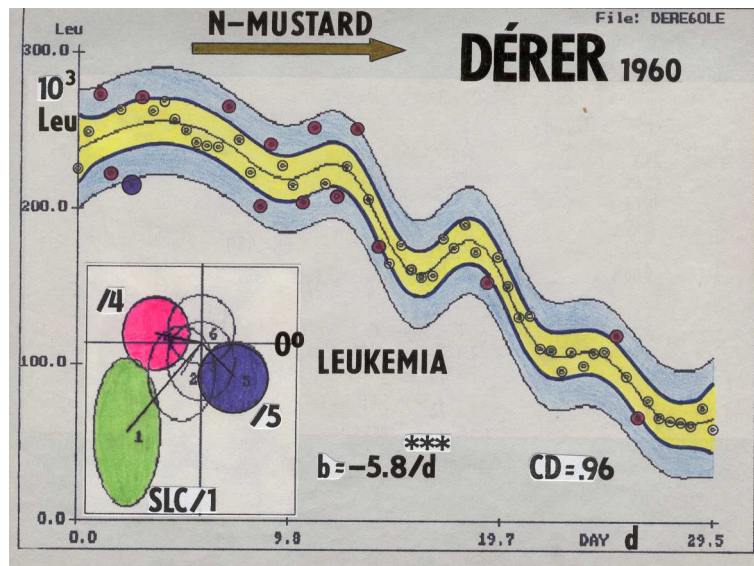 Leu
N-MUSTARD
File: DERE6OLE
300.0
DÉRER 1960
10³
Leu
200.0
/4
6
0°
100.0
LEUKEMIA
2
5
/5
1
***
b=-5.8/d
CD=.96
SLC/1
0.0
0.0
9.8
19.7
DAY d
29.5